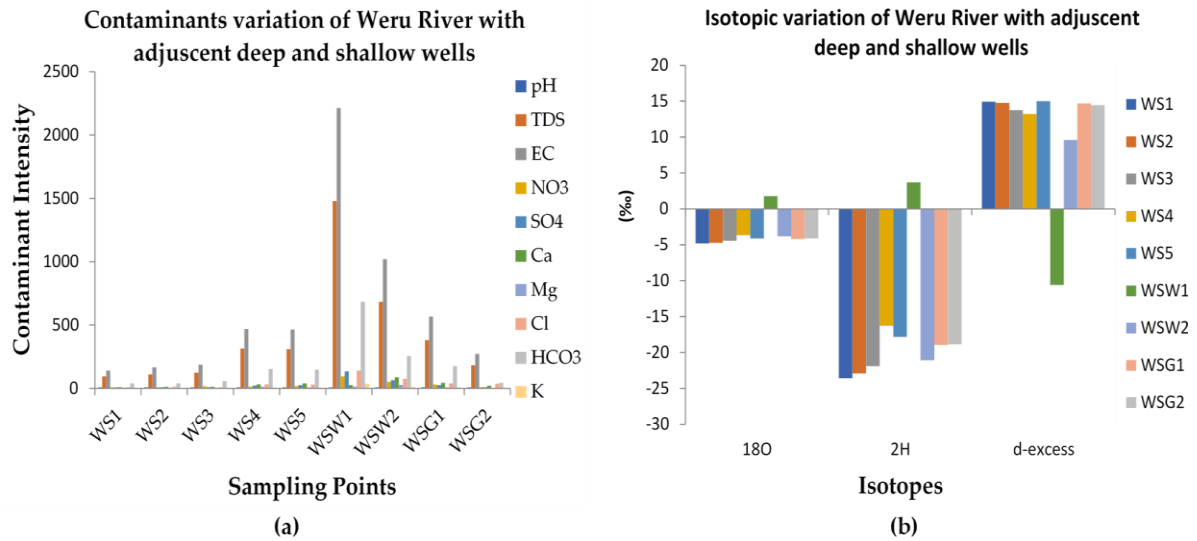 Contaminants variation of Weru River with
adjuscent deep and shallow wells
2500
2000
1500
1000
500
0
Contaminant Intensity
pH
TDS
EC
NO3
SO4
Ca
Mg
Cl
HCO3
K
WS1 WS2 WS3 WS4 WS5 WSW1 WSW2 WSG1 WSG2
Sampling Points
(a)
Isotopic variation of Weru River with adjuscent
deep and shallow wells
20
15
10
5
0
-5
-10
-15
-20
-25
-30
(‰)
WS1
WS2
WS3
WS4
WS5
WSW1
WSW2
WSG1
WSG2
18O 2H d-excess
Isotopes
(b)